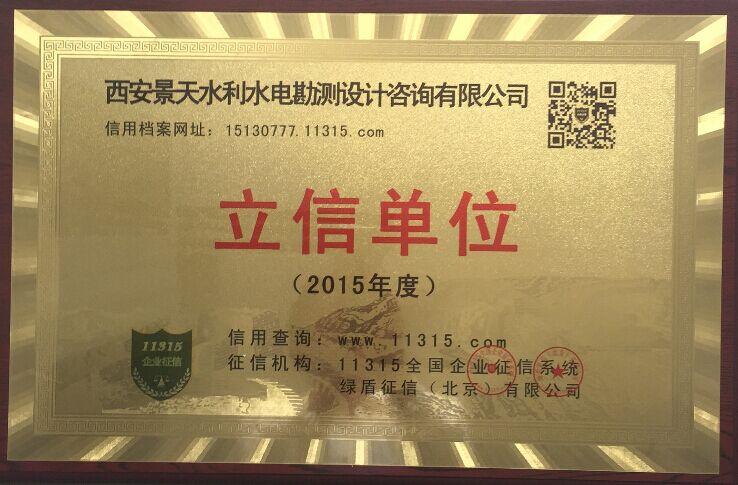 西安景天水利水电勘测设计咨询有限公司
信用档案网址：15130777.11315.com
立信单位
（2015年度）
信用查询：www.11315.com
征信机构：11315全国企业征信系统
绿盾征信（北京）有限公司
11315
企业征信